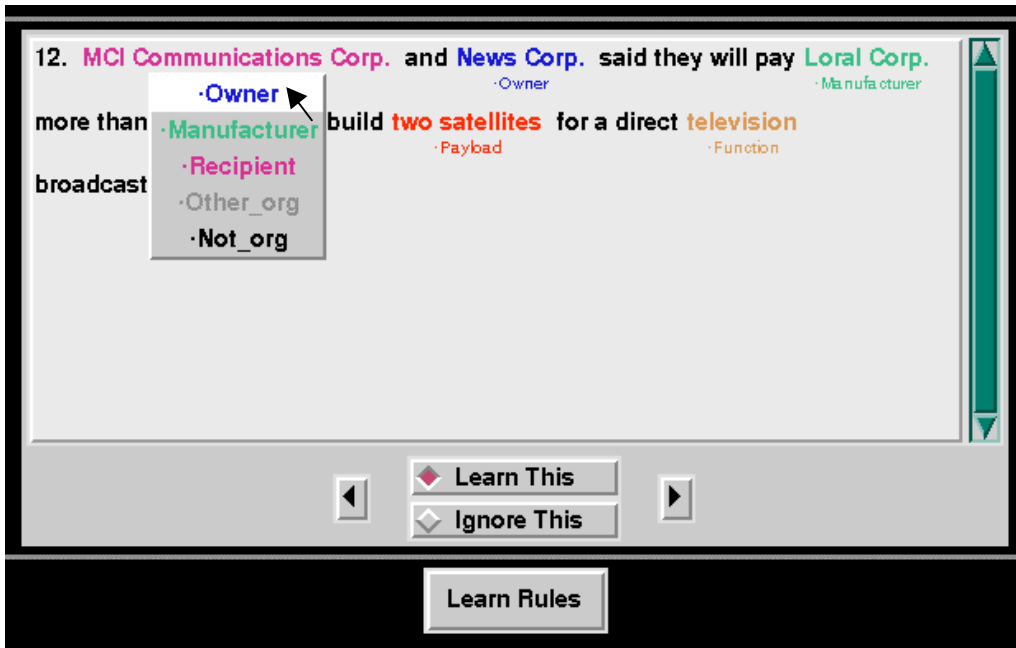 12. MCI Communications Corp. and News Corp. said they will pay Loral Corp.
·Owner ·Manufacturer
·Owner
more than build two satellites for a direct television
·Manufacturer
·Payload ·Function
·Recipient
broadcast
·Other_org
·Not_org
Learn This
Ignore This
Learn Rules